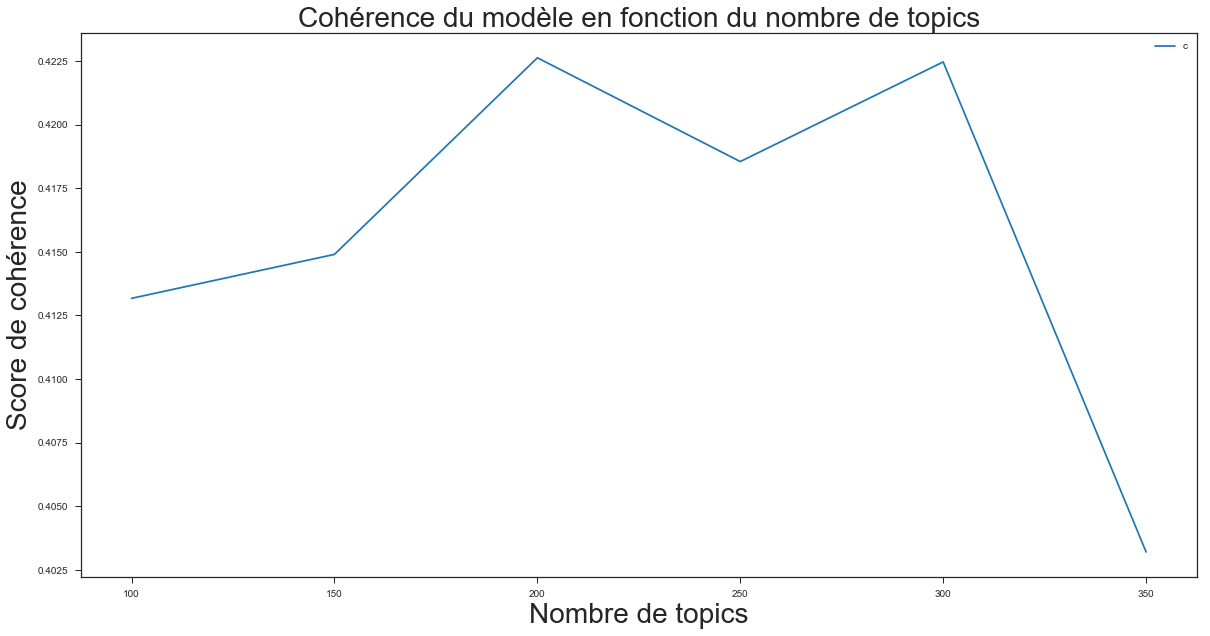 Cohérence du modèle en fonction du nombre de topics
c
0.4225
0.4200
0.4175
0.4150
0.4125
0.4100
0.4075
0.4050
0.4025
Score de cohérence
100 150 200 250 300 350
Nombre de topics